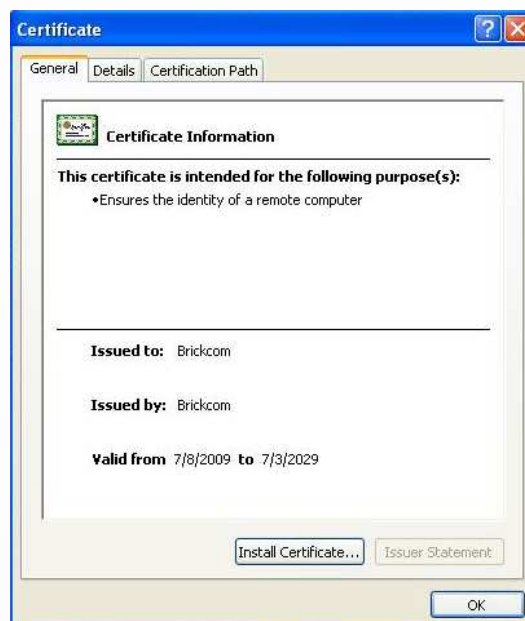 Certificate
General Details Certification Path
Certificate Information
This certificate is intended for the following purpose(s):
•Ensures the identity of a remote computer
Issued to: Brickcom
Issued by: Brickcom
Valid from 7/8/2009 to 7/3/2029
Install Certificate... Issuer Statement
OK